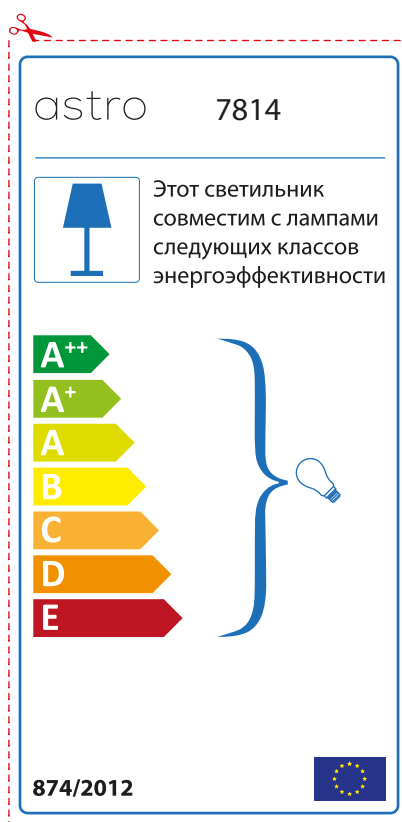 astro 7814
Этот светильник
совместим с лампами
следующих классов
энергоэффективности
A++
A+
A
B
C
D
E
874/2012